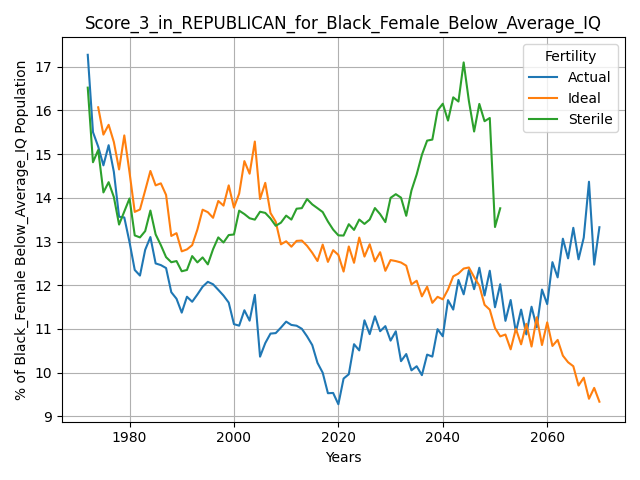 Score_3_in_REPUBLICAN_for_Black_Female_Below_Average_IQ
% of Black_Female Below_Average_IQ Population
17
16
15
14
13
12
11
10
9
Fertility
Actual
Ideal
Sterile
1980 2000 2020 2040 2060
Years